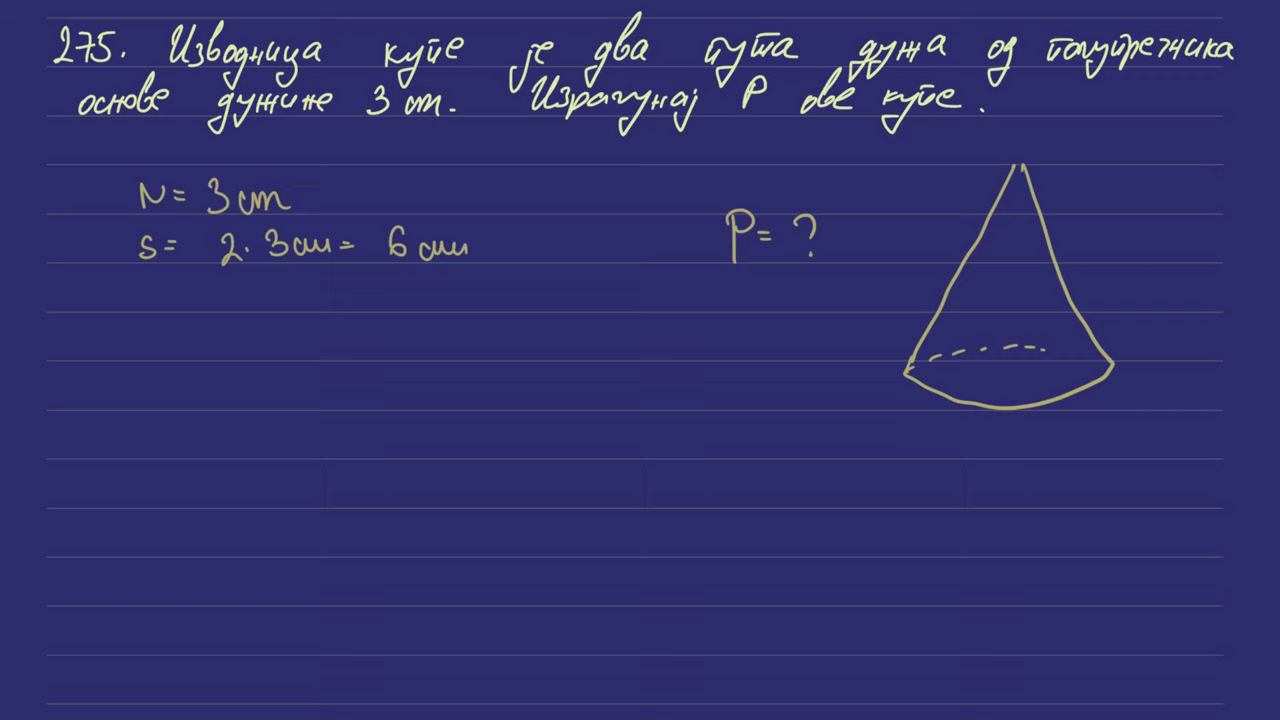 275. Изводница купе је два пута дужа од полупречника
основе дужине 3 cm. Израчунај P ове купе.
r = 3 cm
s = 2 · 3 cm = 6 cm
P = ?